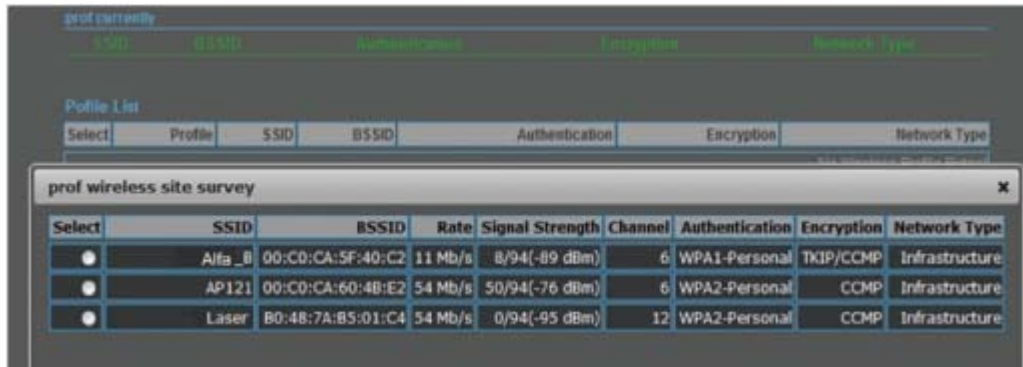 prof currently
SSID BSSID Authentication Encryption Network Type
Pofile List
Select Profile SSID BSSID Authentication Encryption Network Type
prof wireless site survey x
Select SSID BSSID Rate Signal Strength Channel Authentication Encryption Network Type
Alfa_8 00:C0:CA:5F:40:C2 11 Mb/s 8/94(-89 dBm) 6 WPA1-Personal TKIP/CCMP Infrastructure
AP121 00:C0:CA:60:4B:E2 54 Mb/s 50/94(-76 dBm) 6 WPA2-Personal CCMP Infrastructure
Laser B0:48:7A:B5:01:C4 54 Mb/s 0/94(-95 dBm) 12 WPA2-Personal CCMP Infrastructure